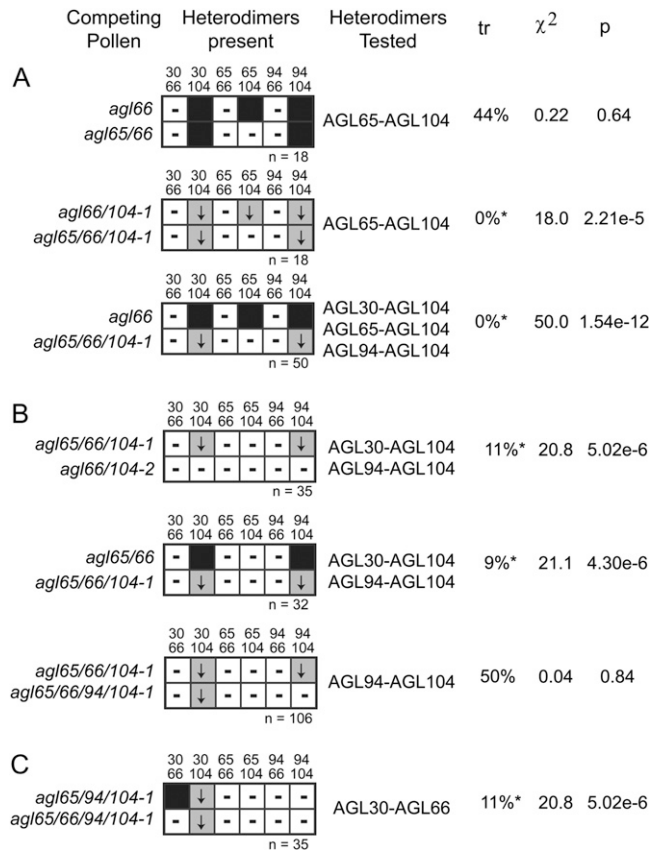 Competing Pollen Heterodimers present Heterodimers Tested tr χ2 p
A
30 30 65 65 94 94
66 104 66 104 66 104
agl66 - - -
agl65/66 - - - -
AGL65-AGL104 44% 0.22 0.64
n = 18
30 30 65 65 94 94
66 104 66 104 66 104
agl66/104-1 - ↓ - ↓ - ↓
agl65/66/104-1 - ↓ - - - ↓
AGL65-AGL104 0%* 18.0 2.21e-5
n = 18
30 30 65 65 94 94
66 104 66 104 66 104
agl66 - - -
agl65/66/104-1 - ↓ - - - ↓
AGL30-AGL104
AGL65-AGL104 0%* 50.0 1.54e-12
AGL94-AGL104
n = 50
B
30 30 65 65 94 94
66 104 66 104 66 104
agl65/66/104-1 - ↓ - - - ↓
agl66/104-2 - - - - - -
AGL30-AGL104 11%* 20.8 5.02e-6
AGL94-AGL104
n = 35
30 30 65 65 94 94
66 104 66 104 66 104
agl65/66 - - - -
agl65/66/104-1 - ↓ - - - ↓
AGL30-AGL104 9%* 21.1 4.30e-6
AGL94-AGL104
n = 32
30 30 65 65 94 94
66 104 66 104 66 104
agl65/66/104-1 - ↓ - - - ↓
agl65/66/94/104-1 - ↓ - - - -
AGL94-AGL104 50% 0.04 0.84
n = 106
C
30 30 65 65 94 94
66 104 66 104 66 104
agl65/94/104-1 ↓ - - - -
agl65/66/94/104-1 - ↓ - - - -
AGL30-AGL66 11%* 20.8 5.02e-6
n = 35